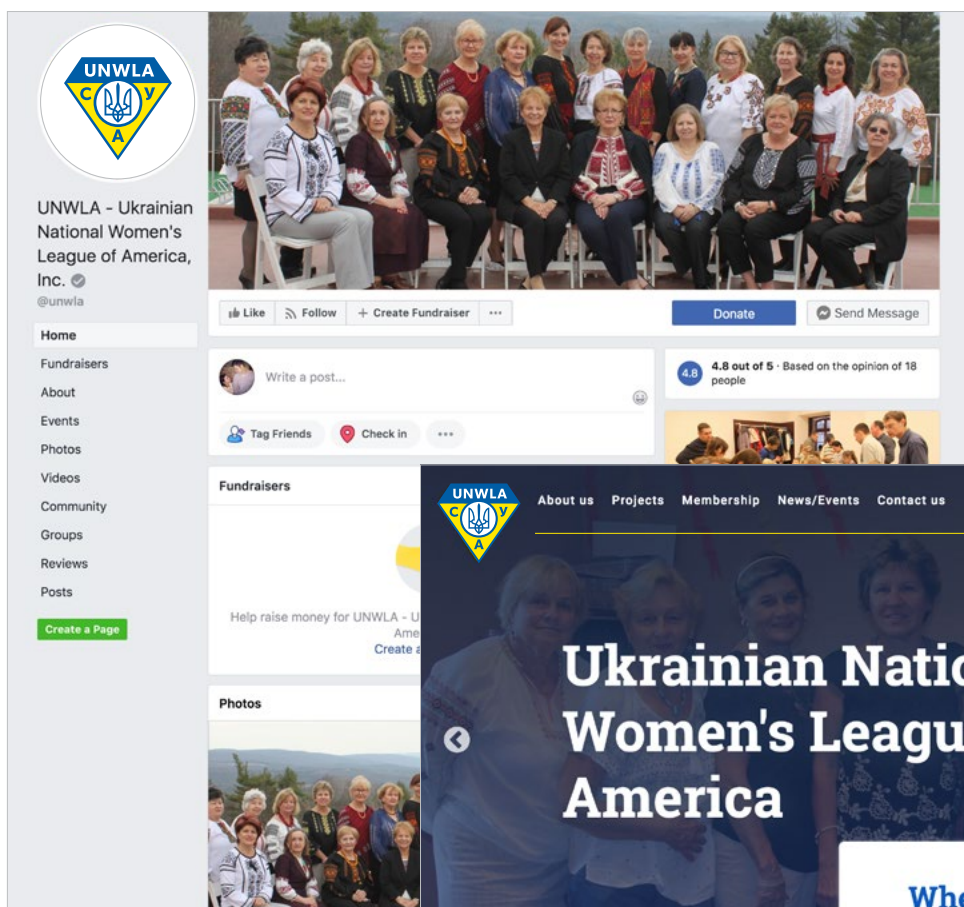 UNWLA
С У
А
UNWLA - Ukrainian
National Women's
League of America,
Inc.
@unwla
Home
Fundraisers
About
Events
Photos
Videos
Community
Groups
Reviews
Posts
Create a Page
Like
Follow
+ Create Fundraiser
...
Donate
Send Message
Write a post...
Tag Friends
Check in
...
4.8
4.8 out of 5 · Based on the opinion of 18
people
Fundraisers
Help raise money for UNWLA - U
Ame
Create a
Photos
UNWLA
С У
А
About us
Projects
Membership
News/Events
Contact us
Ukrainian Natio
Women's Leagu
America
Whe